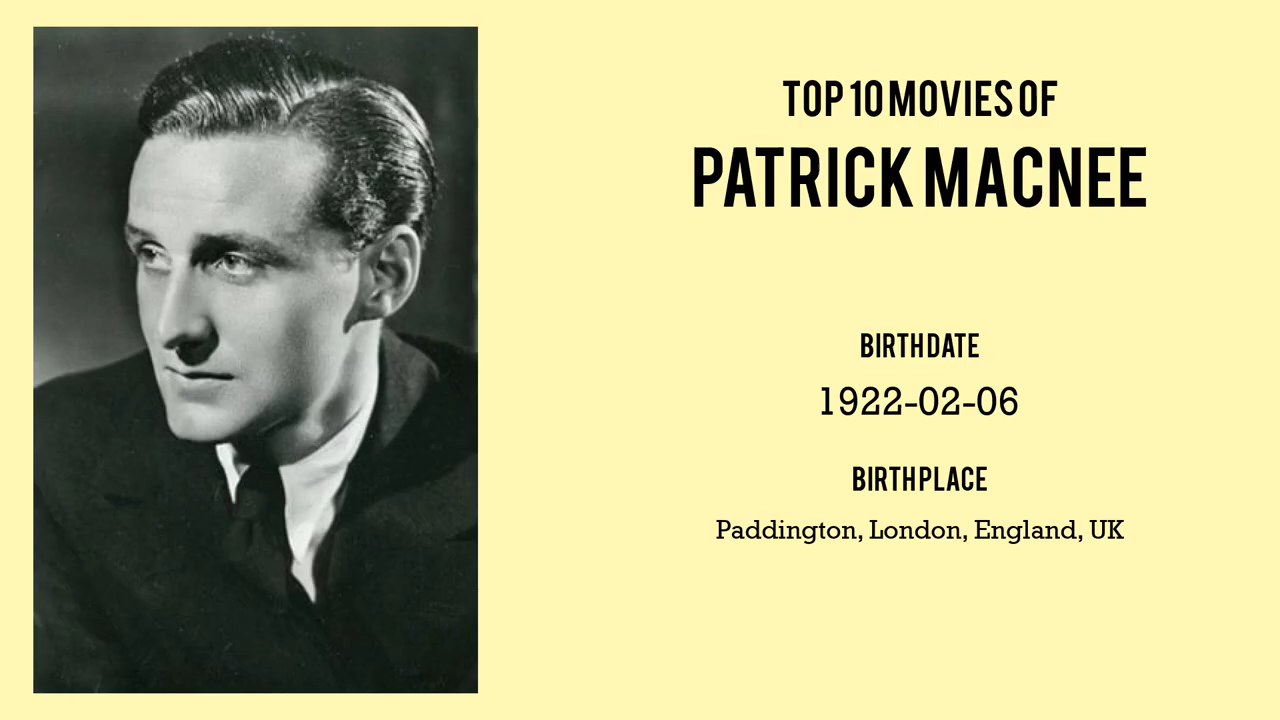 TOP 10 MOVIES OF
PATRICK MACNEE
BIRTHDATE
1922-02-06
BIRTHPLACE
Paddington, London, England, UK